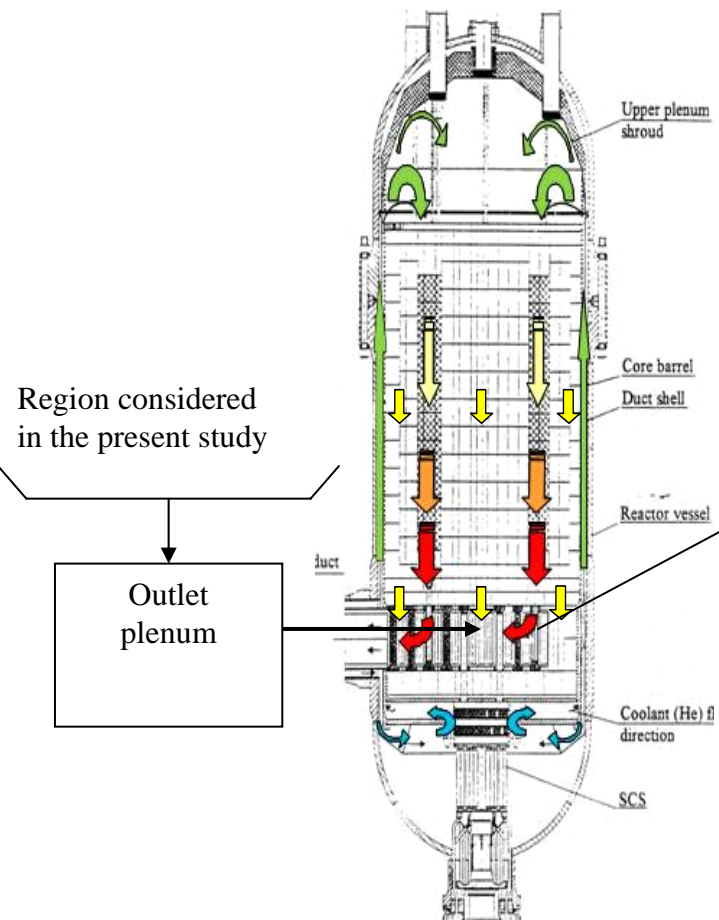 Upper plenum
shroud
Core barrel
Duct shell
Region considered
in the present study
Reactor vessel
duct
Outlet
plenum
Coolant (He) fl
direction
SCS